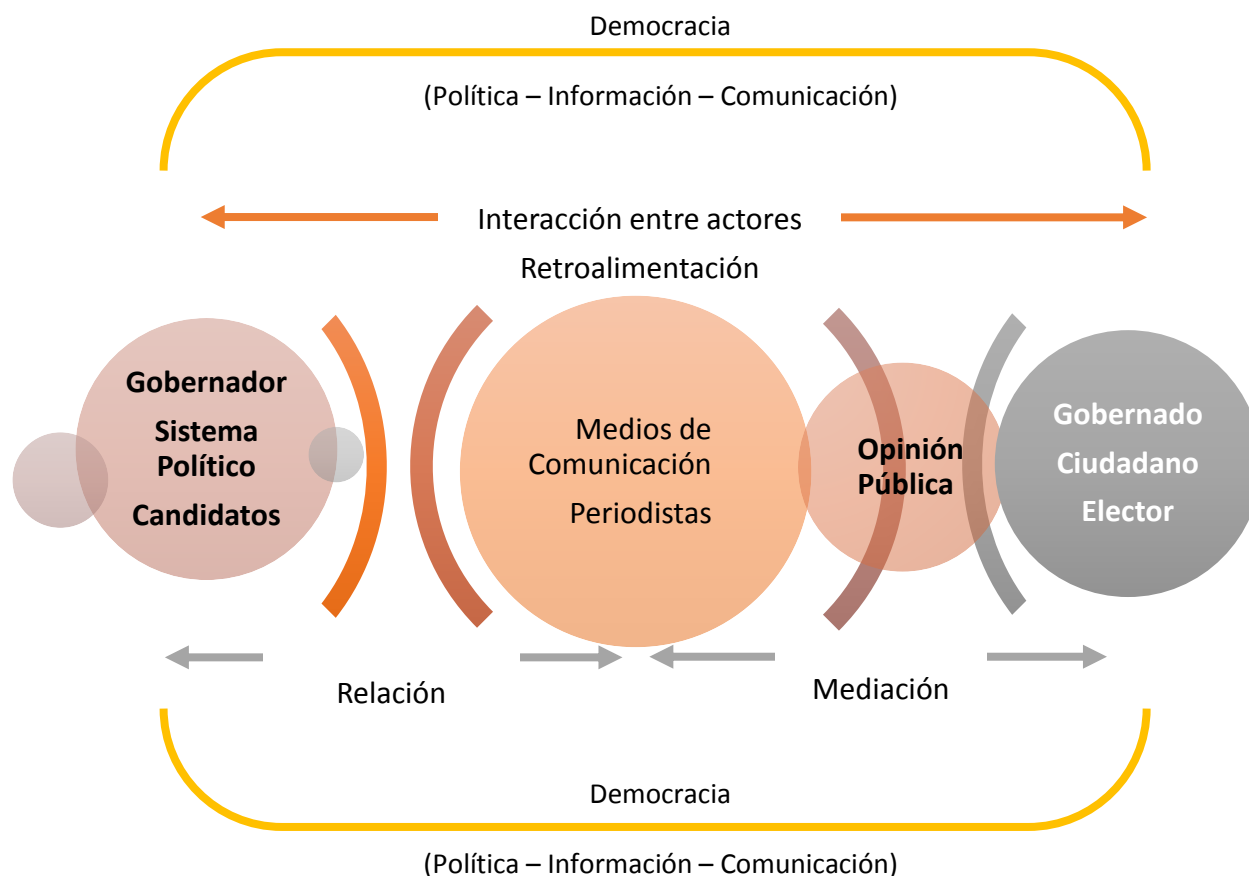 Democracia
(Política – Información – Comunicación)
Interacción entre actores
Retroalimentación
Gobernador
Sistema
Político
Candidatos
Medios de
Comunicación
Periodistas
Opinión
Pública
Gobernado
Ciudadano
Elector
Relación
Mediación
Democracia
(Política – Información – Comunicación)